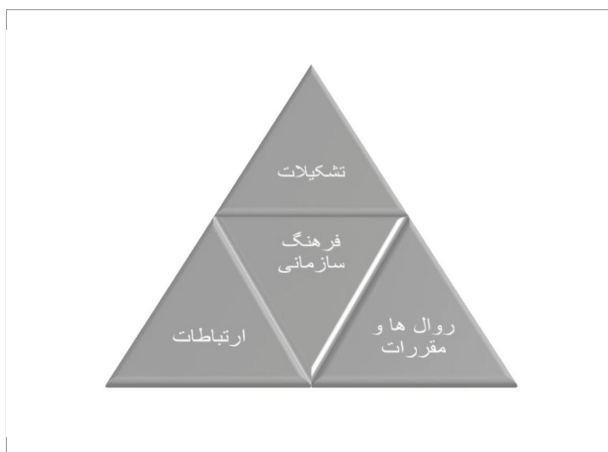 تشکیلات
فرهنگ
سازمانی
روال ها و
مقررات
ارتباطات